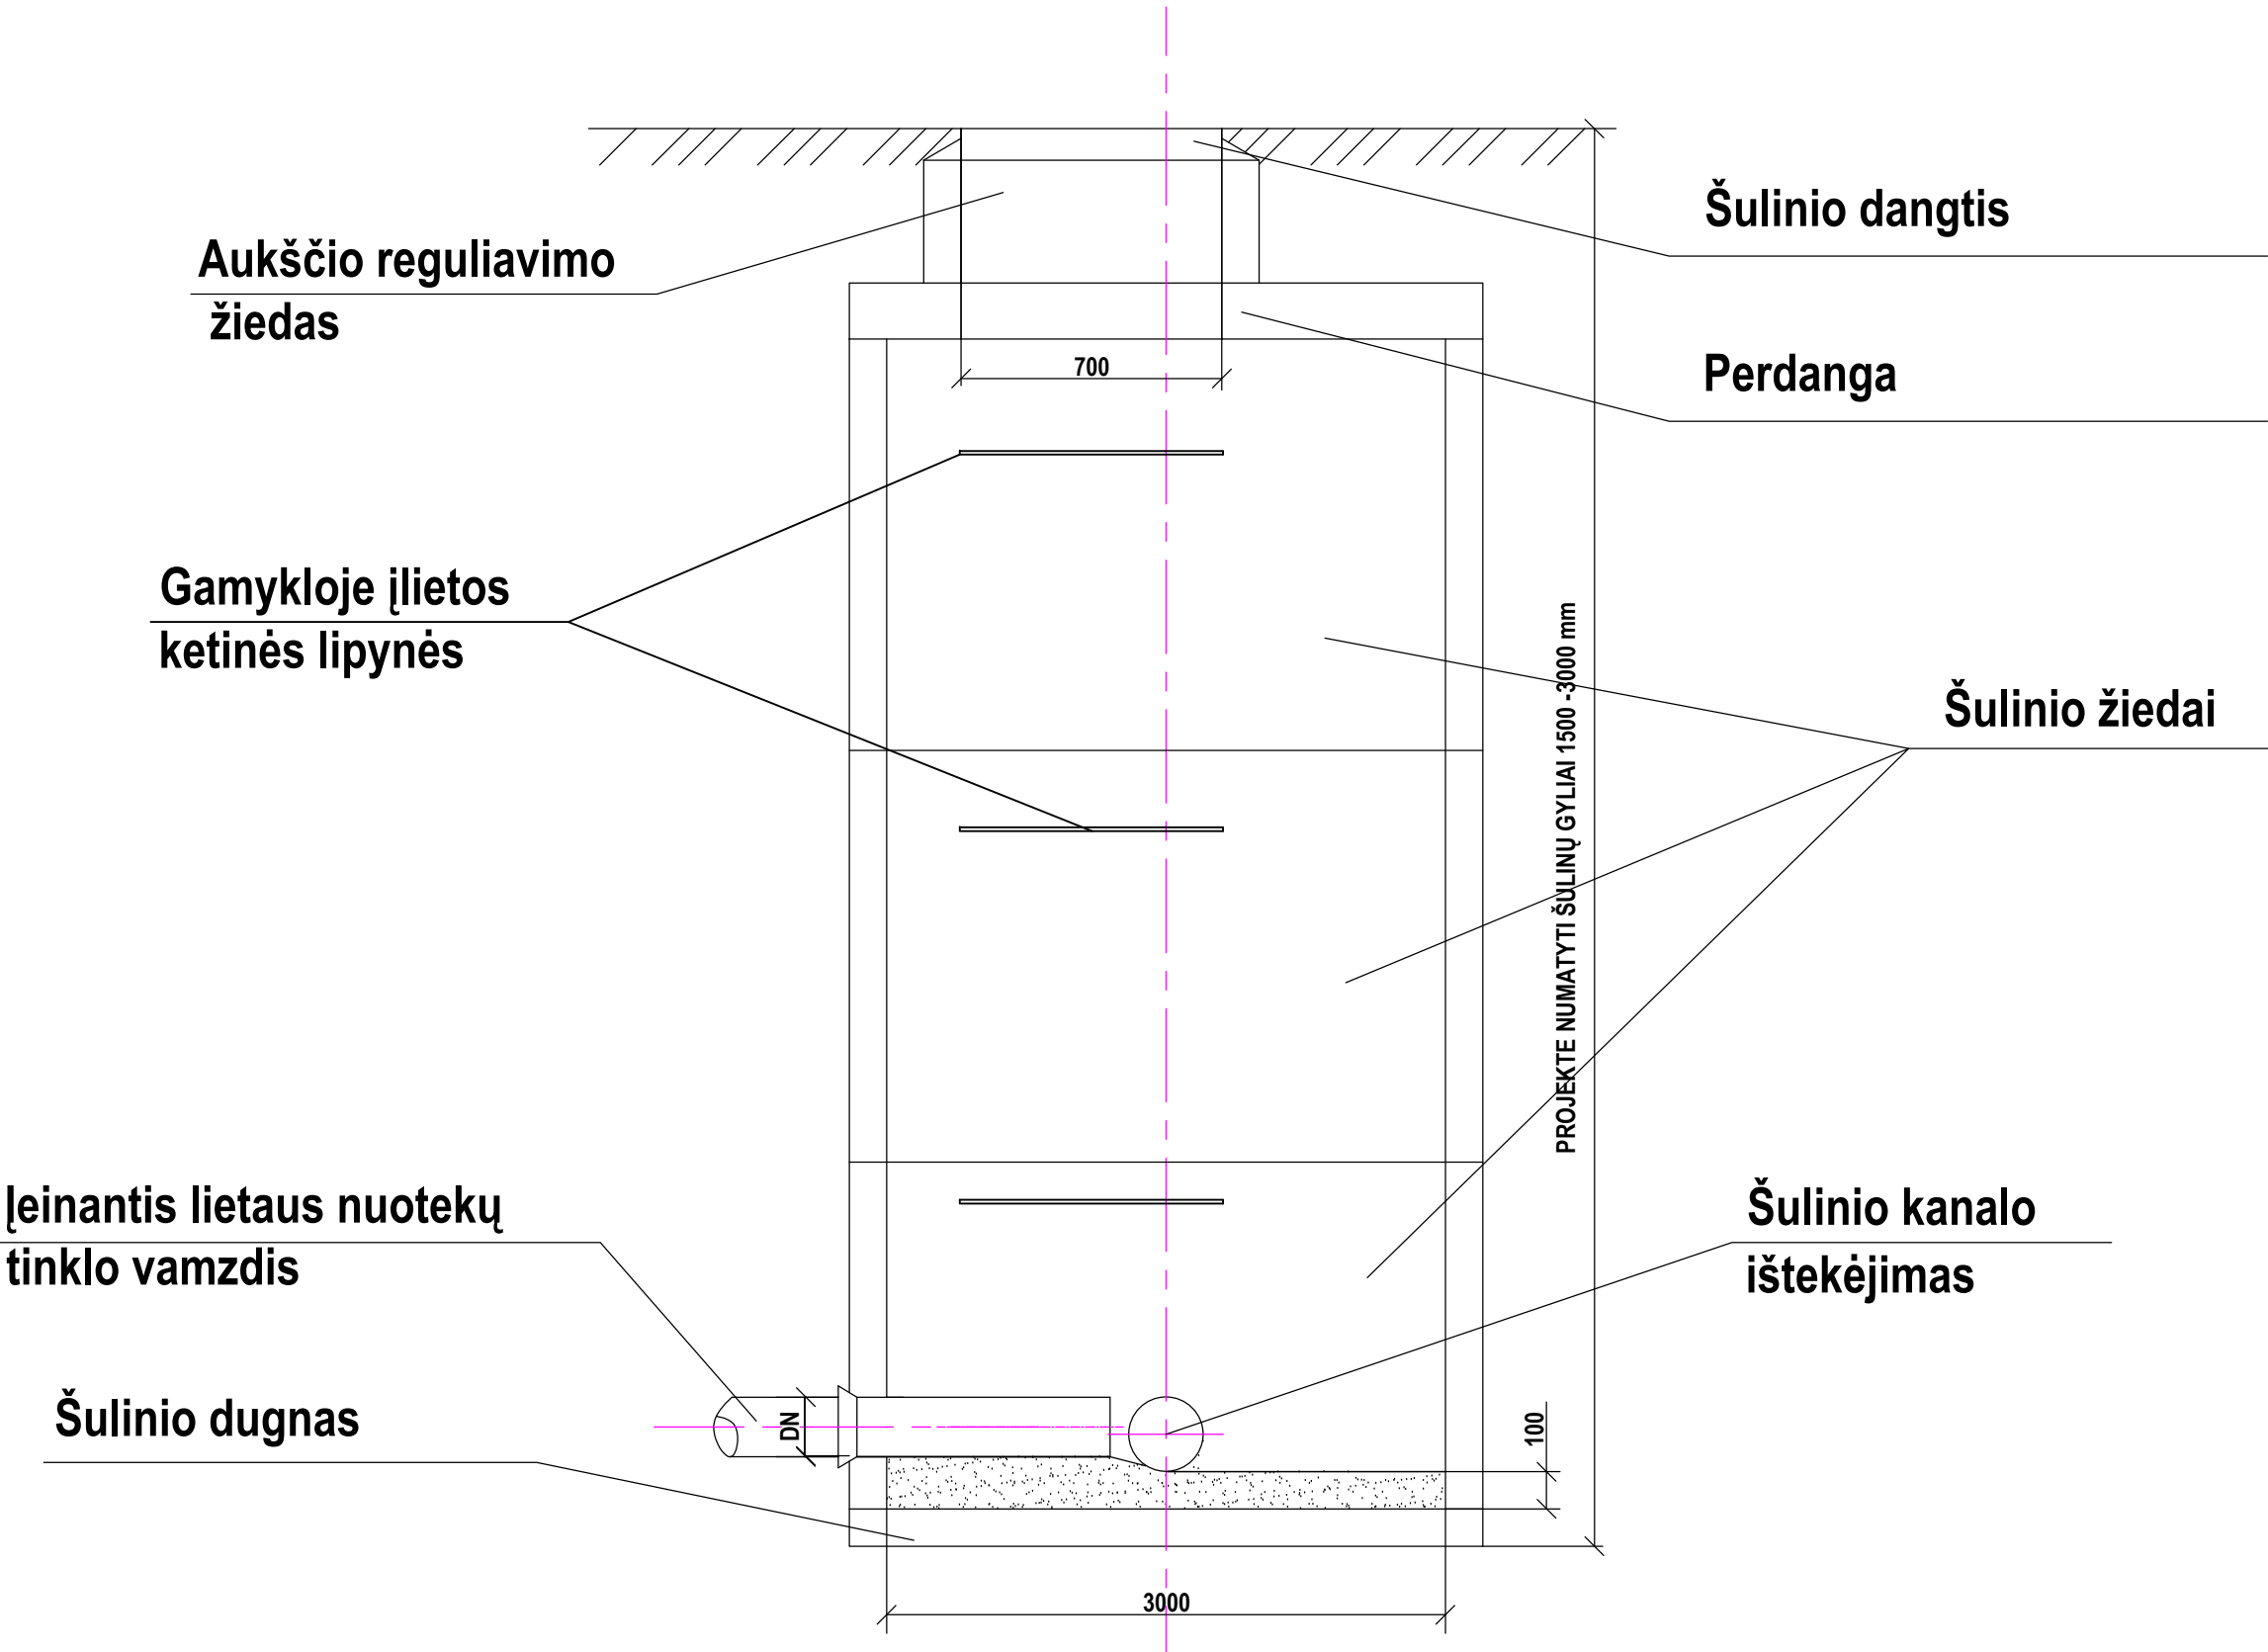 Šulinio dangtis
Aukščio reguliavimo
žiedas
Perdanga
700
Gamykloje įlietos
ketinės lipynės
PROJEKTE NUMATYTI ŠULINŲ GYLIAI 1500 -3000 mm
Šulinio žiedai
Įeinantis lietaus nuotekų
tinklo vamzdis
Šulinio kanalo
ištekėjimas
Šulinio dugnas
DN
100
3000